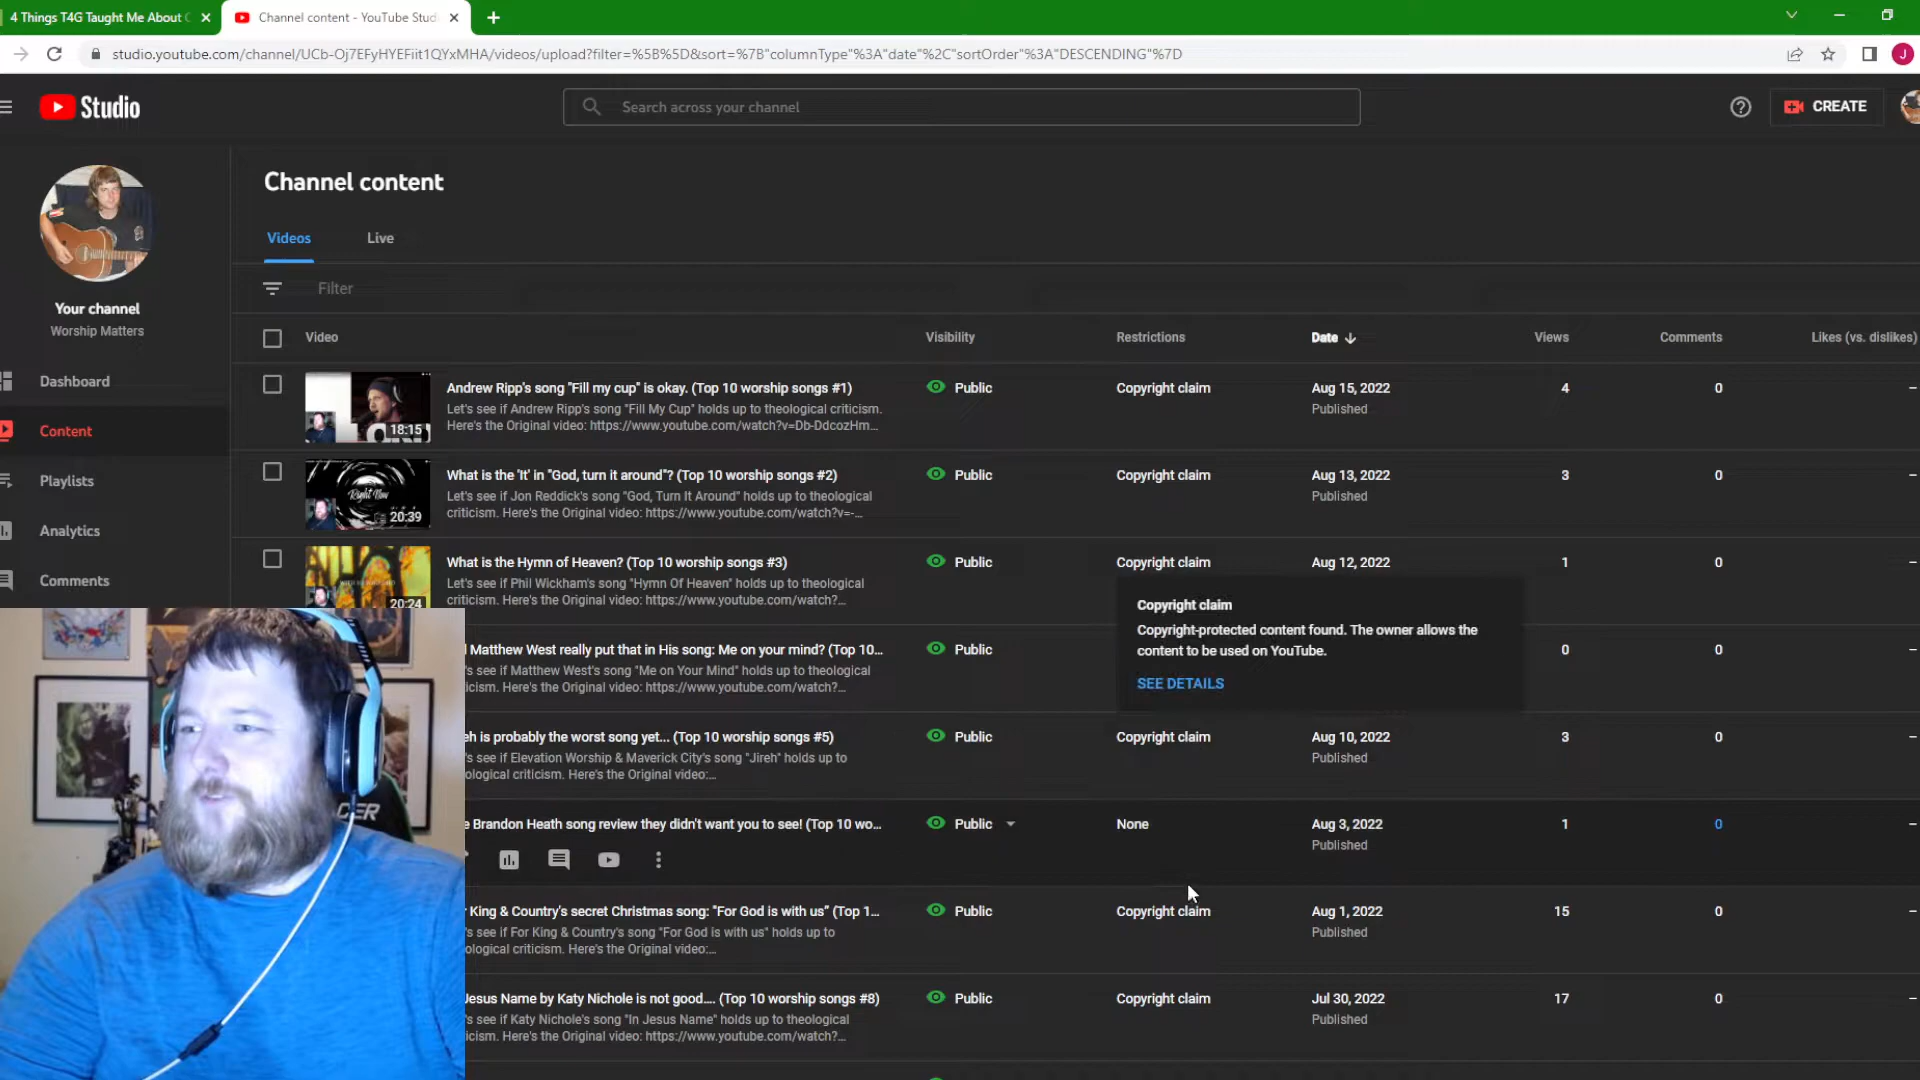 4 Things T4G Taught Me About C
Channel content - YouTube Stud
studio.youtube.com/channel/UCb-Oj7EFyHYEFiit1QYxMHA/videos/upload?filter=%5B%5D&sort=%7B"columnType"%3A"date"%2C"sortOrder"%3A"DESCENDING"%7D
J
Studio
Search across your channel
CREATE
Channel content
Videos Live
Your channel
Worship Matters
Filter
Video Visibility Restrictions Date Views Comments Likes (vs. dislikes)
Dashboard
Content
Playlists
Analytics
Comments
Andrew Ripp's song "Fill my cup" is okay. (Top 10 worship songs #1) Public Copyright claim Aug 15, 2022 4 0 –
Let's see if Andrew Ripp's song "Fill My Cup" holds up to theological criticism. Published
Here's the Original video: https://www.youtube.com/watch?v=Db-DdcozHm...
18:15
What is the 'It' in "God, turn it around"? (Top 10 worship songs #2) Public Copyright claim Aug 13, 2022 3 0 –
Let's see if Jon Reddick's song "God, Turn It Around" holds up to theological Published
criticism. Here's the Original video: https://www.youtube.com/watch?v=-...
Right Now
20:39
What is the Hymn of Heaven? (Top 10 worship songs #3) Public Copyright claim Aug 12, 2022 1 0 –
Let's see if Phil Wickham's song "Hymn Of Heaven" holds up to theological
criticism. Here's the Original video: https://www.youtube.com/watch?...
20:24
Copyright claim
Copyright-protected content found. The owner allows the
content to be used on YouTube.
SEE DETAILS
Matthew West really put that in His song: Me on your mind? (Top 10... Public 0 0 –
's see if Matthew West's song "Me on Your Mind" holds up to theological
icism. Here's the Original video: https://www.youtube.com/watch?...
eh is probably the worst song yet... (Top 10 worship songs #5) Public Copyright claim Aug 10, 2022 3 0 –
's see if Elevation Worship & Maverick City's song "Jireh" holds up to Published
ological criticism. Here's the Original video:...
e Brandon Heath song review they didn't want you to see! (Top 10 wo... Public None Aug 3, 2022 1 0 –
Published
r King & Country's secret Christmas song: "For God is with us" (Top 1... Public Copyright claim Aug 1, 2022 15 0 –
's see if For King & Country's song "For God is with us" holds up to Published
ological criticism. Here's the Original video:...
Jesus Name by Katy Nichole is not good.... (Top 10 worship songs #8) Public Copyright claim Jul 30, 2022 17 0 –
's see if Katy Nichole's song "In Jesus Name" holds up to theological Published
icism. Here's the Original video: https://www.youtube.com/watch?...